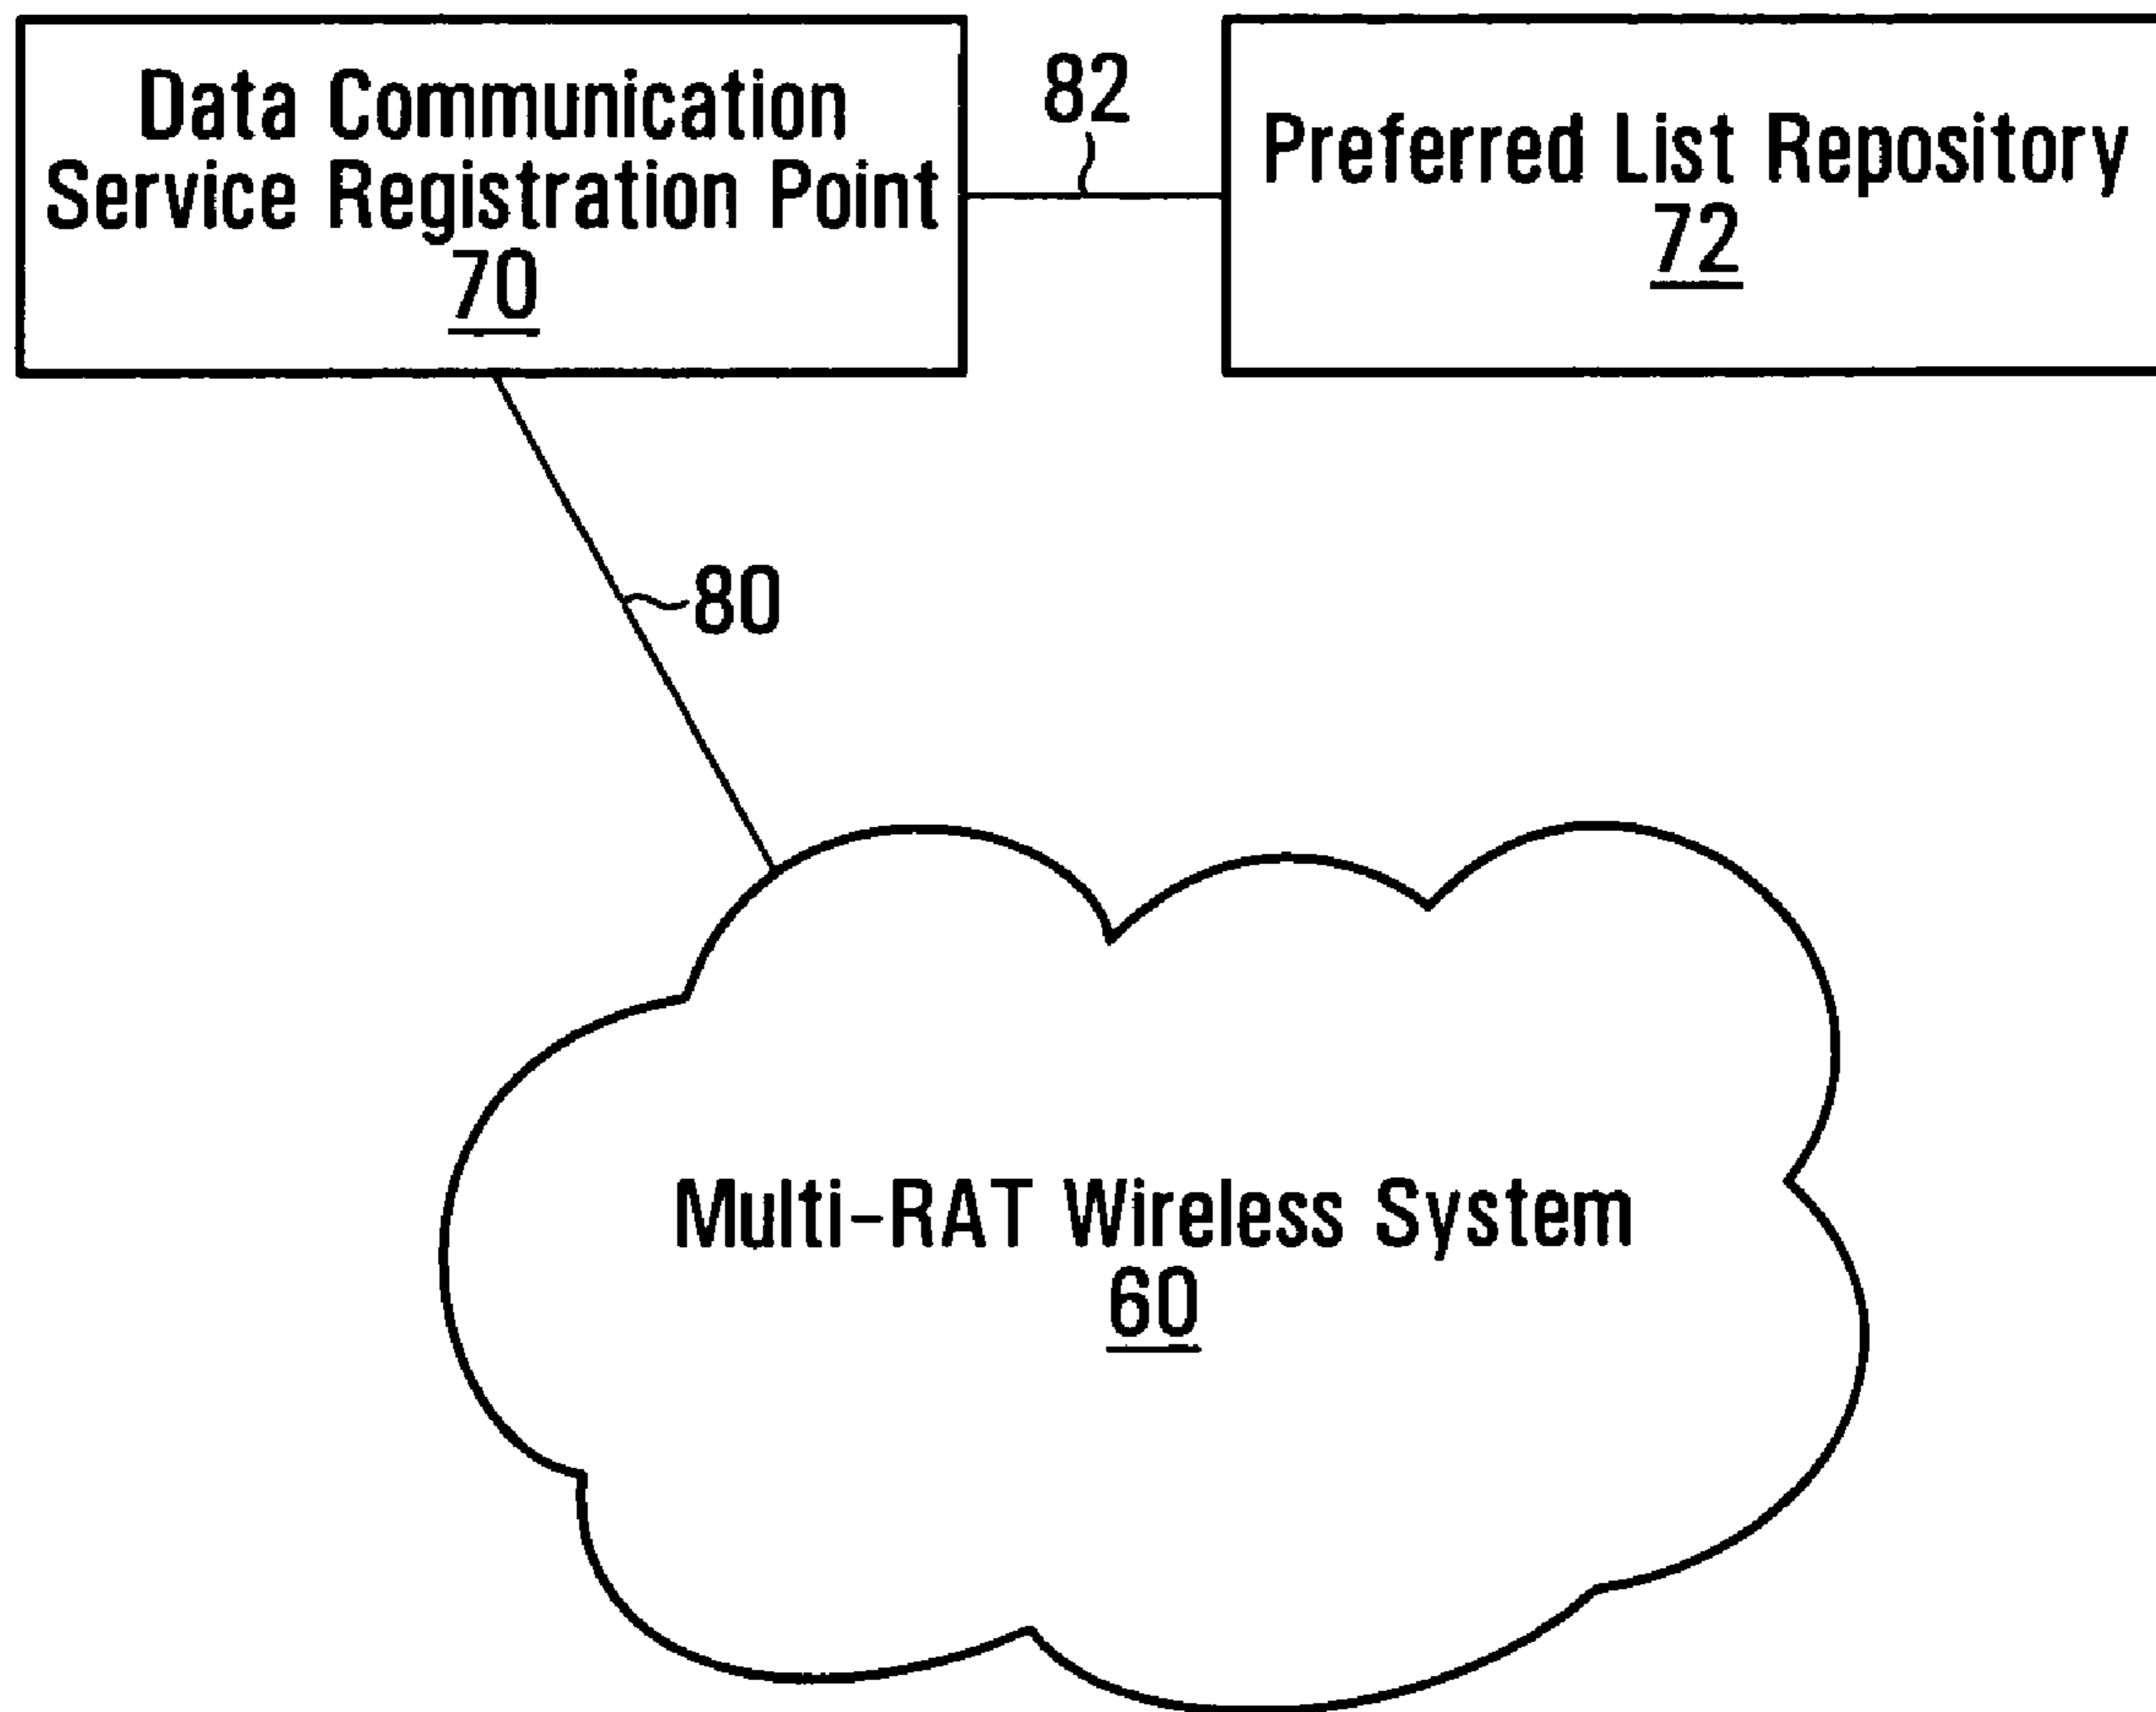 Data Communication
Service Registration Point
70
82
Preferred List Repository
72
80
Multi-RAT Wireless System
60